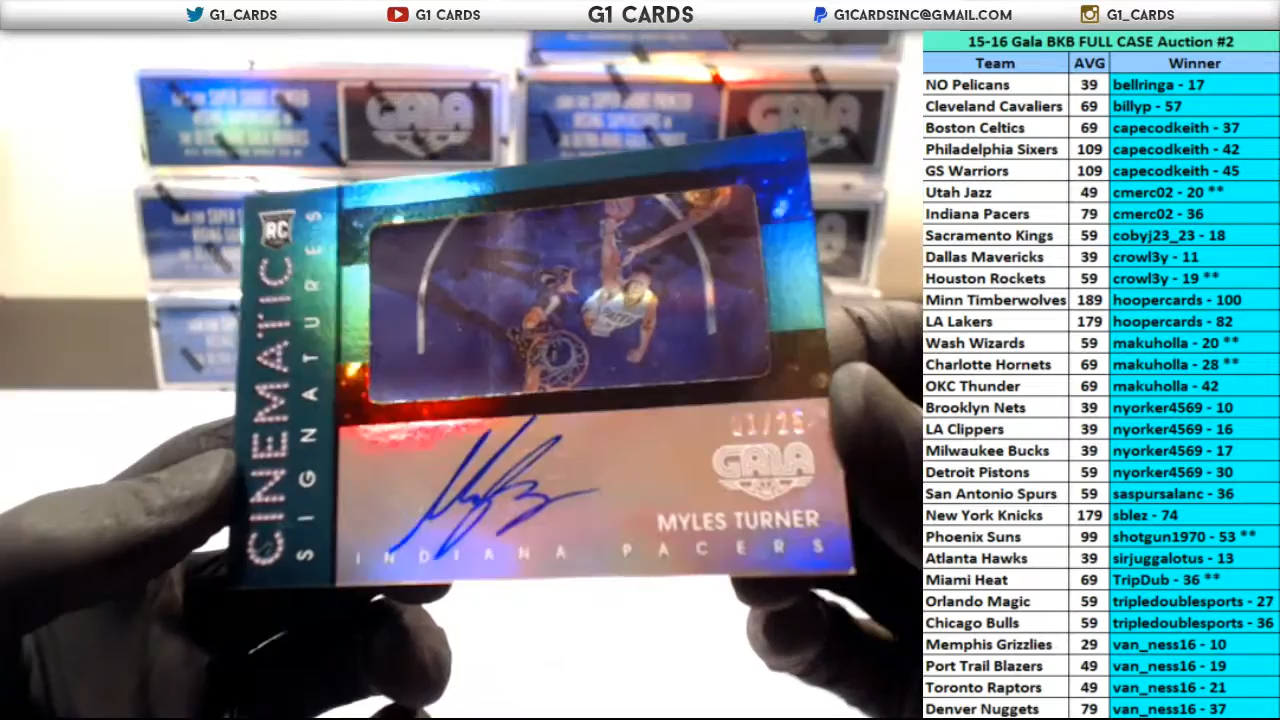 G1_CARDS
G1 CARDS
G1 CARDS
G1CARDSINC@GMAIL.COM
G1_CARDS
15-16 Gala BKB FULL CASE Auction #2
Team AVG Winner
NO Pelicans 39 bellringa - 17
Cleveland Cavaliers 69 billyp - 57
Boston Celtics 69 capecodkeith - 37
Philadelphia Sixers 109 capecodkeith - 42
GS Warriors 109 capecodkeith - 45
Utah Jazz 49 cmerc02 - 20 **
Indiana Pacers 79 cmerc02 - 36
Sacramento Kings 59 cobyj23_23 - 18
Dallas Mavericks 39 crowl3y - 11
Houston Rockets 59 crowl3y - 19 **
Minn Timberwolves 189 hoopercards - 100
LA Lakers 179 hoopercards - 82
Wash Wizards 59 makuholla - 20 **
Charlotte Hornets 69 makuholla - 28 **
OKC Thunder 69 makuholla - 42
Brooklyn Nets 39 nyorker4569 - 10
LA Clippers 39 nyorker4569 - 16
Milwaukee Bucks 39 nyorker4569 - 17
Detroit Pistons 59 nyorker4569 - 30
San Antonio Spurs 59 saspursalanc - 36
New York Knicks 179 sblez - 74
Phoenix Suns 99 shotgun1970 - 53 **
Atlanta Hawks 39 sirjuggalotus - 13
Miami Heat 69 TripDub - 36 **
Orlando Magic 59 tripledoublesports - 27
Chicago Bulls 59 tripledoublesports - 36
Memphis Grizzlies 29 van_ness16 - 10
Port Trail Blazers 49 van_ness16 - 19
Toronto Raptors 49 van_ness16 - 21
Denver Nuggets 79 van_ness16 - 37
GALA
GALA
RC
CINEMATIC
SIGNATURES
GALA
MYLES TURNER
INDIANA PACERS